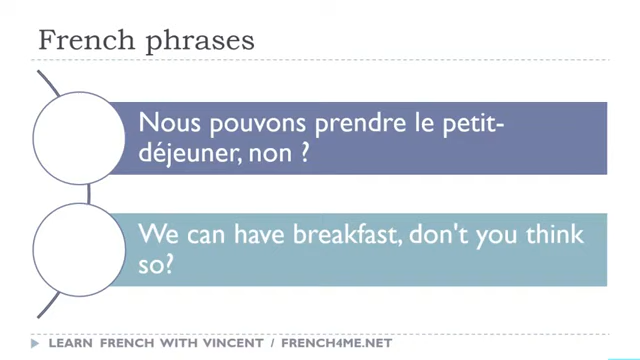 French phrases
Nous pouvons prendre le petit-
déjeuner, non ?
We can have breakfast, don't you think
so?
LEARN FRENCH WITH VINCENT / FRENCH4ME.NET